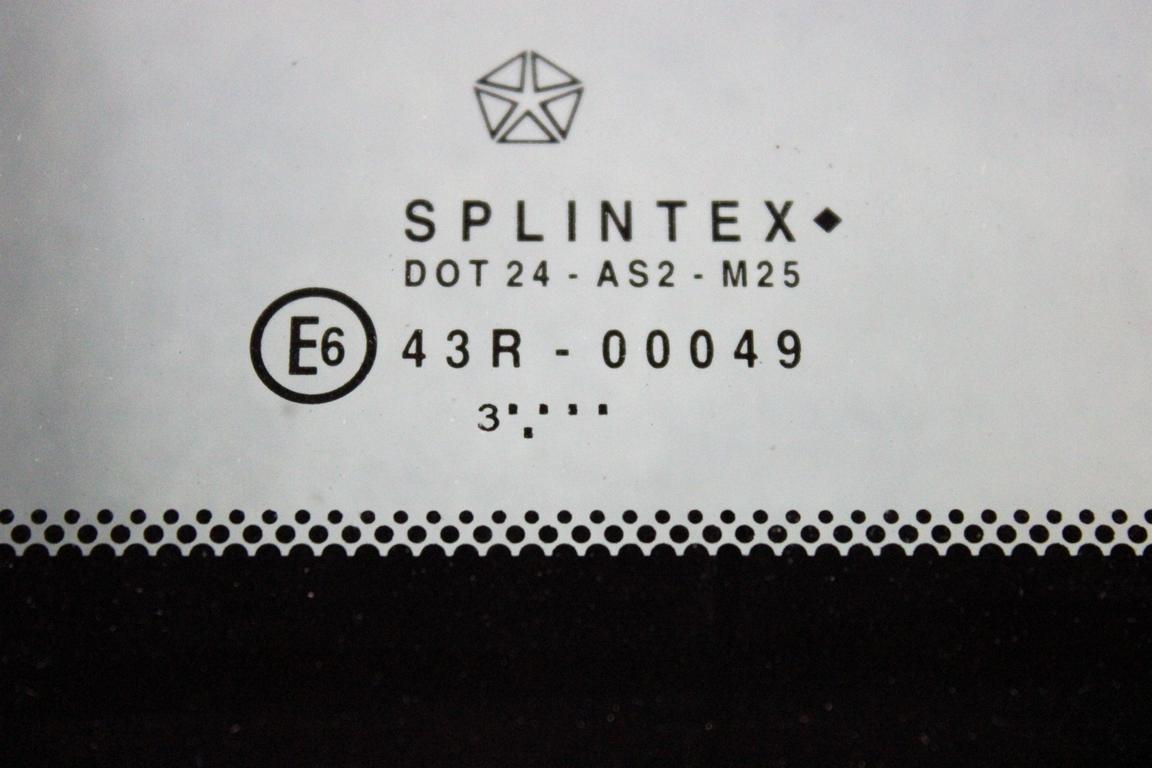 SPLINTEX◆
DOT 24 - AS2 - M25
E6 43R - 00049
3